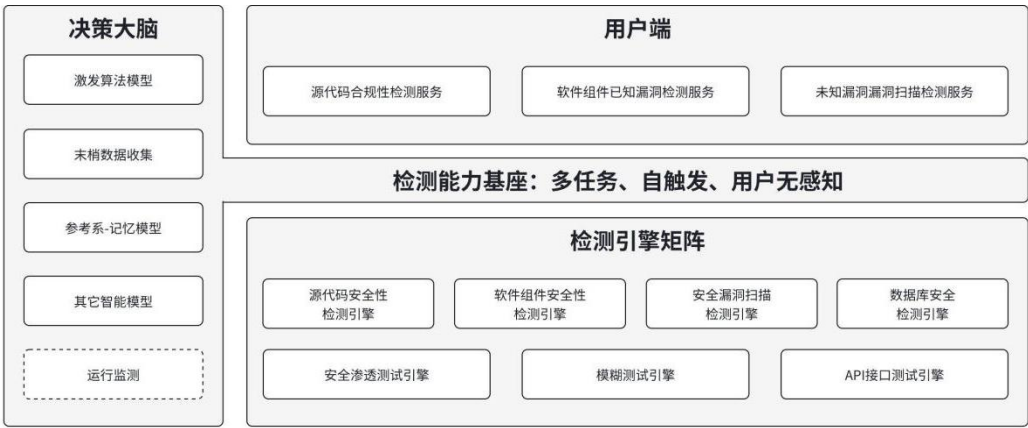 决策大脑
激发算法模型
末梢数据收集
参考系-记忆模型
其它智能模型
运行监测
用户端
源代码合规性检测服务
软件组件已知漏洞检测服务
未知漏洞漏洞扫描检测服务
检测能力基座：多任务、自触发、用户无感知
检测引擎矩阵
源代码安全性
检测引擎
软件组件安全性
检测引擎
安全漏洞扫描
检测引擎
数据库安全
检测引擎
安全渗透测试引擎
模糊测试引擎
API接口测试引擎